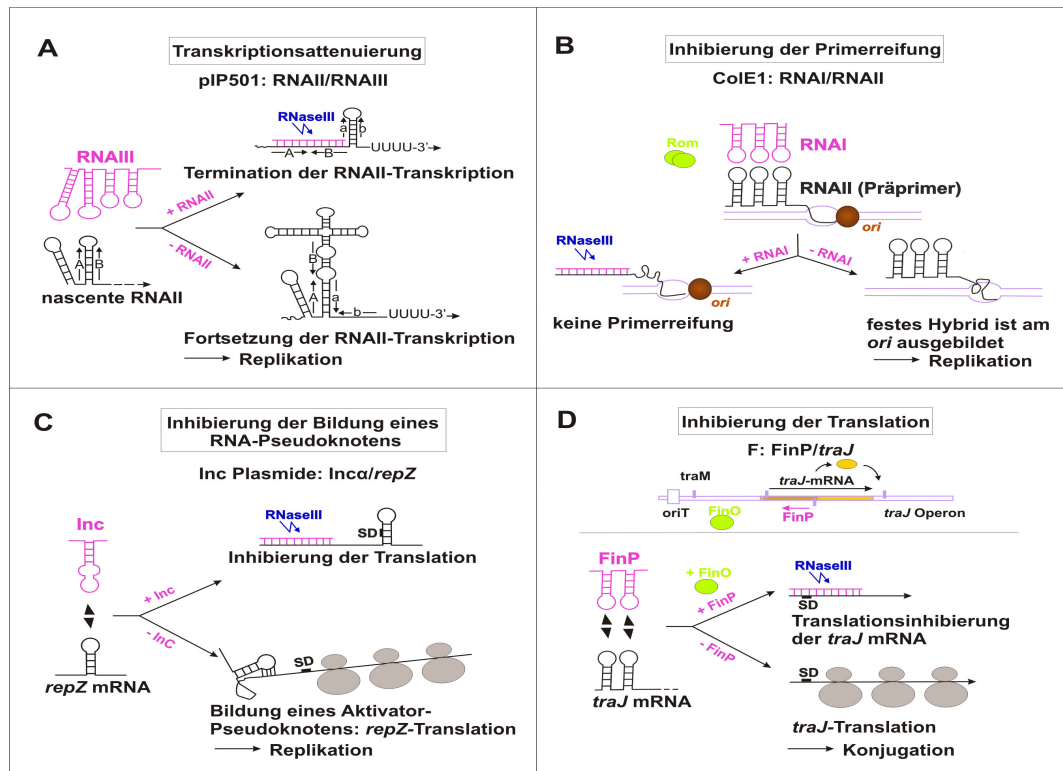 A
Transkriptionsattenuierung
pIP501: RNAII/RNAIII
RNaseIII
a
b
UUUU-3'
A
B
Termination der RNAII-Transkription
RNAIII
+ RNAII
- RNAII
A
B
nascente RNAII
B
A
a
b
UUUU-3'
Fortsetzung der RNAII-Transkription
Replikation
B
Inhibierung der Primerreifung
ColE1: RNAI/RNAII
Rom
RNAI
RNAII (Präprimer)
ori
RNaseIII
+ RNAI
- RNAI
ori
keine Primerreifung
festes Hybrid ist am
ori ausgebildet
Replikation
C
Inhibierung der Bildung eines
RNA-Pseudoknotens
Inc Plasmide: Incα/repZ
Inc
RNaseIII
SD
Inhibierung der Translation
+ Inc
- InC
repZ mRNA
SD
Bildung eines Aktivator-
Pseudoknotens: repZ-Translation
Replikation
D
Inhibierung der Translation
F: FinP/traJ
traM
traJ-mRNA
oriT
FinO
FinP
traJ Operon
FinP
+ FinO
RNaseIII
+ FinP
SD
Translationsinhibierung
der traJ mRNA
- FinP
SD
traJ mRNA
traJ-Translation
Konjugation